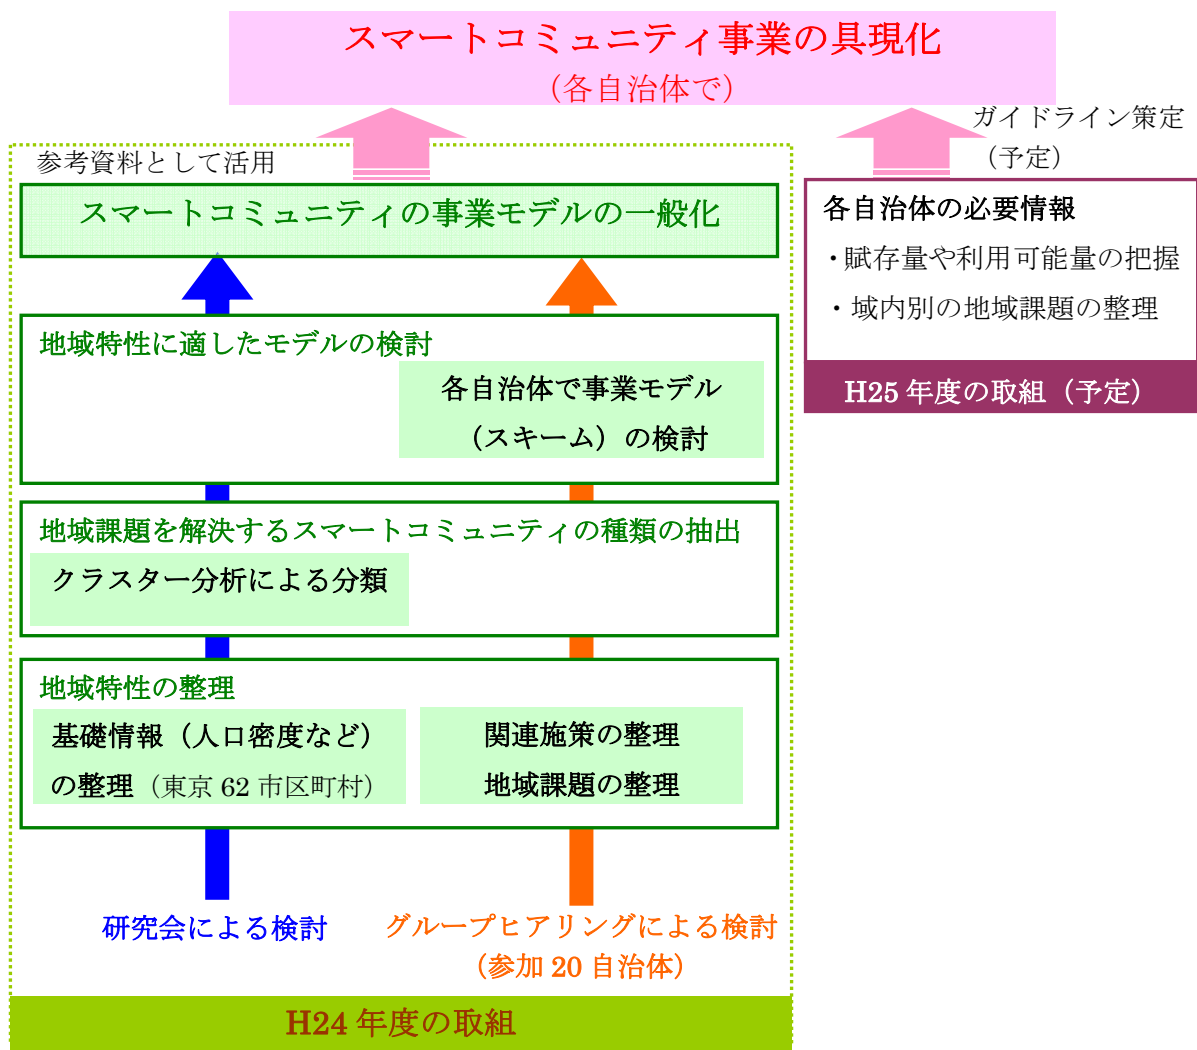 スマートコミュニティ事業の具現化
（各自治体で）
ガイドライン策定
（予定）
参考資料として活用
スマートコミュニティの事業モデルの一般化
各自治体の必要情報
・賦存量や利用可能量の把握
・域内別の地域課題の整理
H25 年度の取組（予定）
地域特性に適したモデルの検討
各自治体で事業モデル
（スキーム）の検討
地域課題を解決するスマートコミュニティの種類の抽出
クラスター分析による分類
地域特性の整理
基礎情報（人口密度など）
の整理（東京 62 市区町村）
関連施策の整理
地域課題の整理
研究会による検討
グループヒアリングによる検討
（参加 20 自治体）
H24 年度の取組